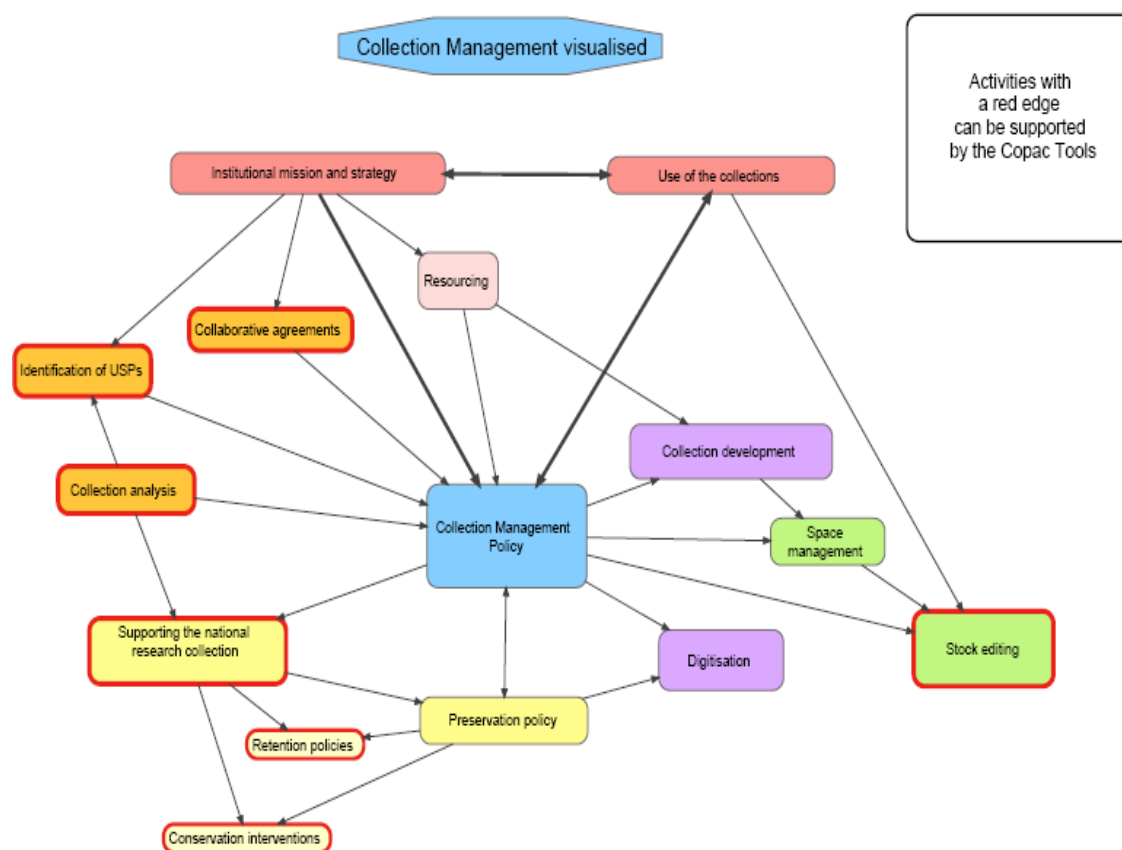 Collection Management visualised
Activities with
a red edge
can be supported
by the Copac Tools
Institutional mission and strategy
Use of the collections
Resourcing
Collaborative agreements
Identification of USPs
Collection development
Collection analysis
Collection Management
Policy
Space
management
Supporting the national
research collection
Digitisation
Stock editing
Preservation policy
Retention policies
Conservation interventions